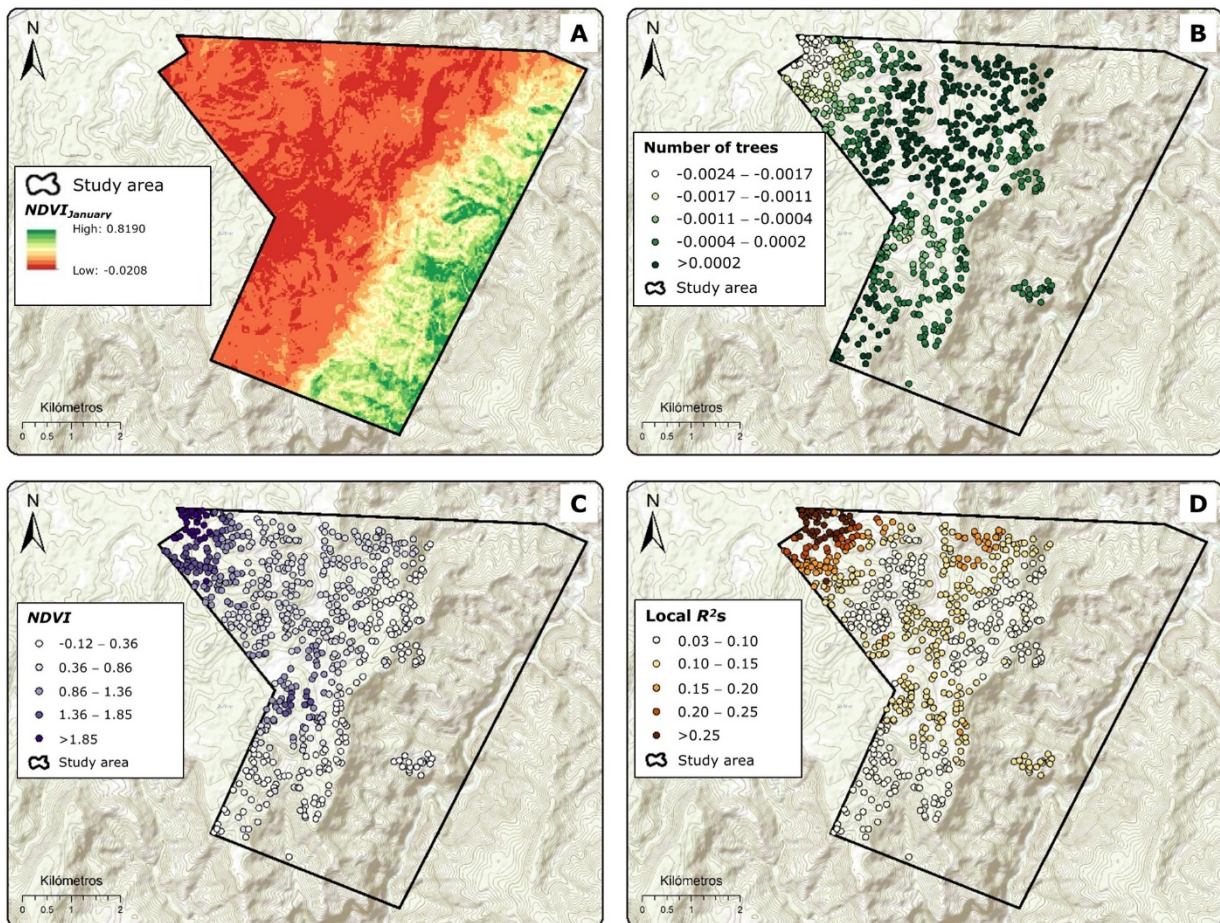 N
A
Study area
NDVI January
High: 0.8190
Low: -0.0208
Kilómetros
0 0.5 1 2
N
B
Number of trees
-0.0024 – -0.0017
-0.0017 – -0.0011
-0.0011 – -0.0004
-0.0004 – 0.0002
>0.0002
Study area
Kilómetros
0 0.5 1 2
N
C
NDVI
-0.12 – 0.36
0.36 – 0.86
0.86 – 1.36
1.36 – 1.85
>1.85
Study area
Kilómetros
0 0.5 1 2
N
D
Local R²s
0.03 – 0.10
0.10 – 0.15
0.15 – 0.20
0.20 – 0.25
>0.25
Study area
Kilómetros
0 0.5 1 2